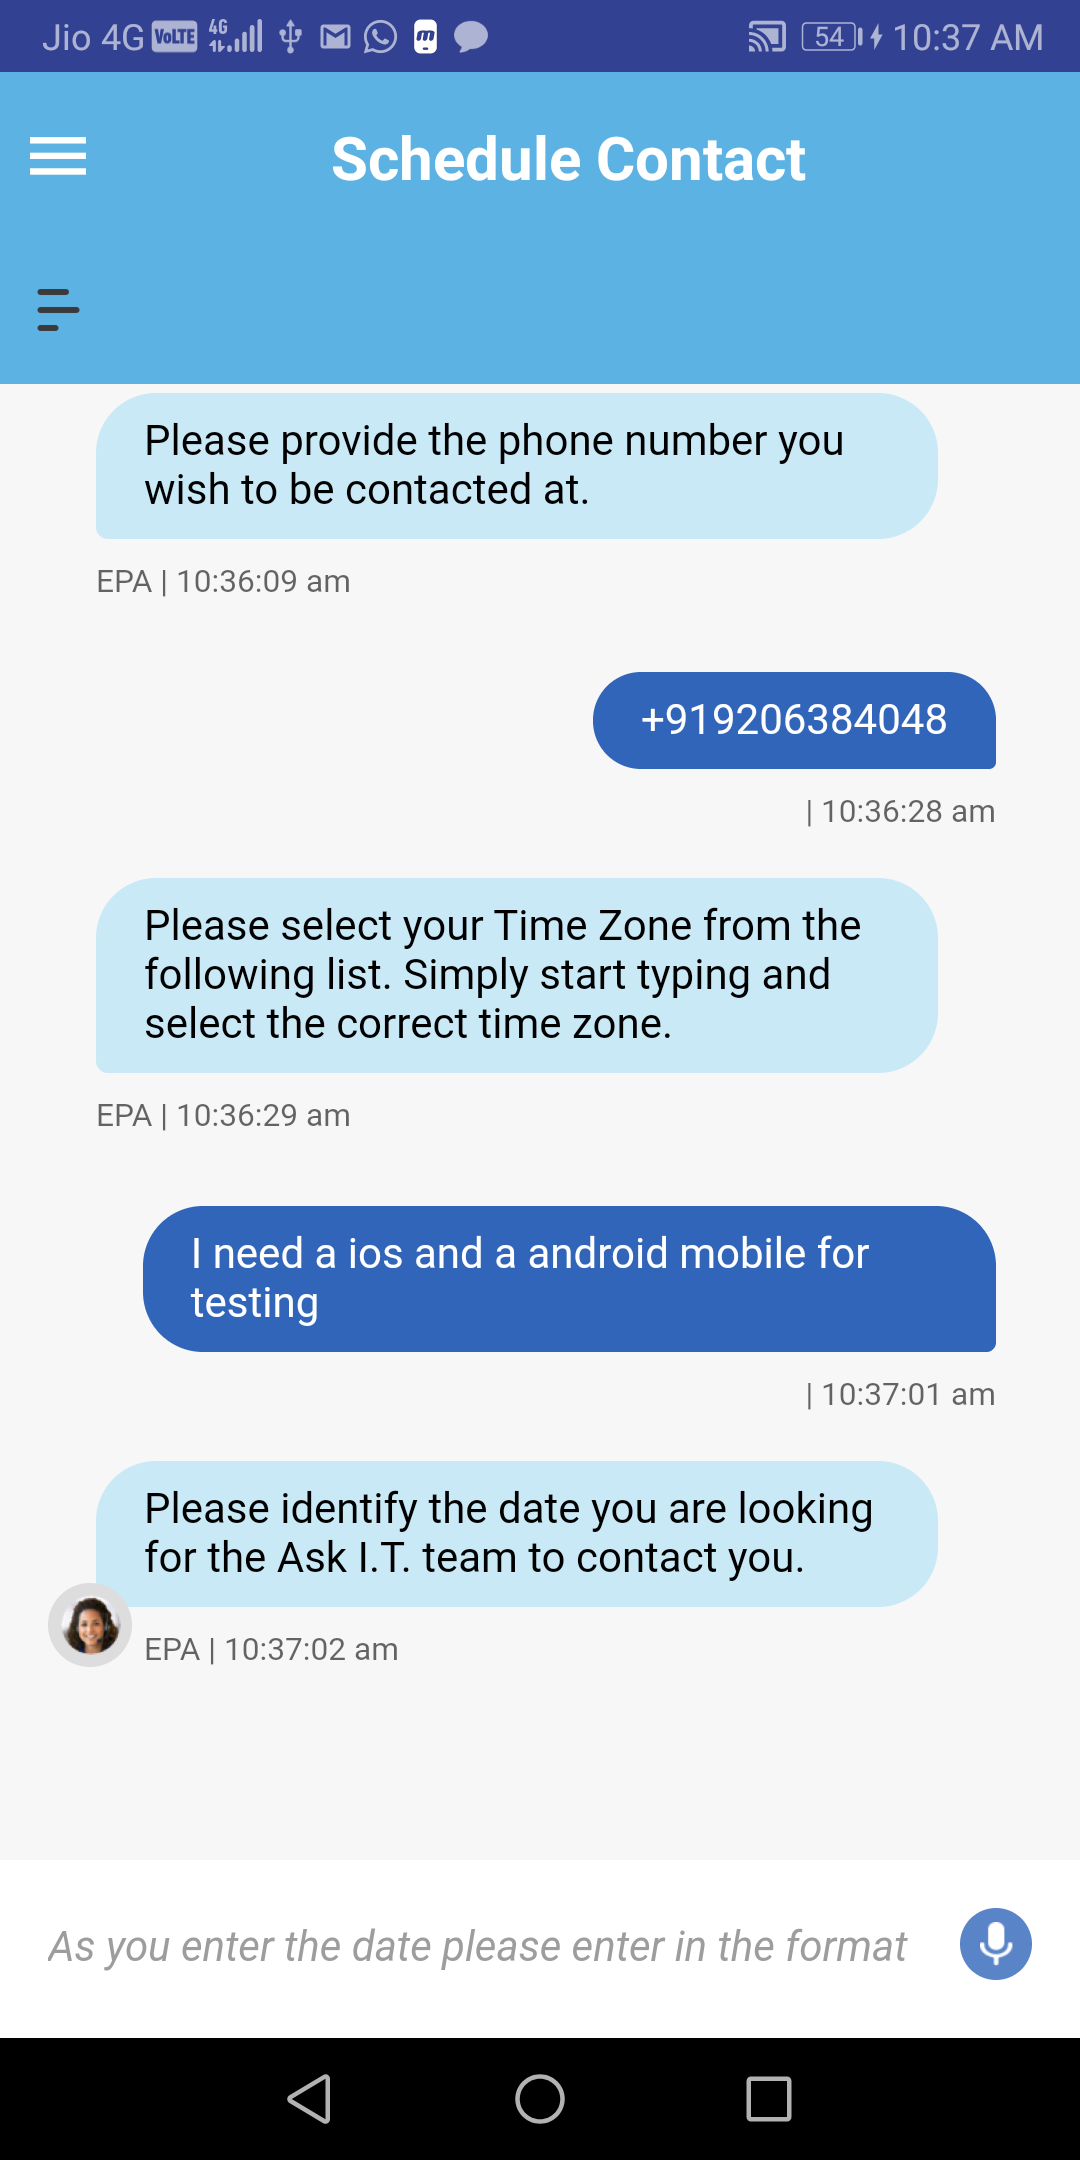 Jio 4G VoLTE 4G 54 10:37 AM
Schedule Contact
Please provide the phone number you
wish to be contacted at.
EPA | 10:36:09 am
+919206384048
| 10:36:28 am
Please select your Time Zone from the
following list. Simply start typing and
select the correct time zone.
EPA | 10:36:29 am
I need a ios and a android mobile for
testing
| 10:37:01 am
Please identify the date you are looking
for the Ask I.T. team to contact you.
EPA | 10:37:02 am
As you enter the date please enter in the format